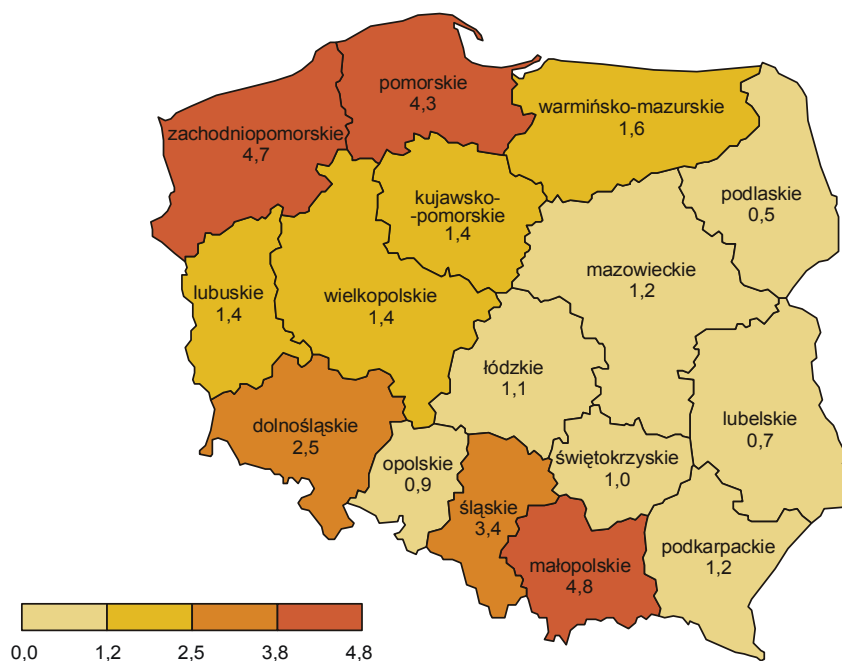 pomorskie
4,3
zachodniopomorskie
4,7
warmińsko-mazurskie
1,6
podlaskie
0,5
kujawsko-
-pomorskie
1,4
mazowieckie
1,2
lubuskie
1,4
wielkopolskie
1,4
łódzkie
1,1
lubelskie
0,7
dolnośląskie
2,5
opolskie
0,9
świętokrzyskie
1,0
śląskie
3,4
małopolskie
4,8
podkarpackie
1,2
0,0 1,2 2,5 3,8 4,8